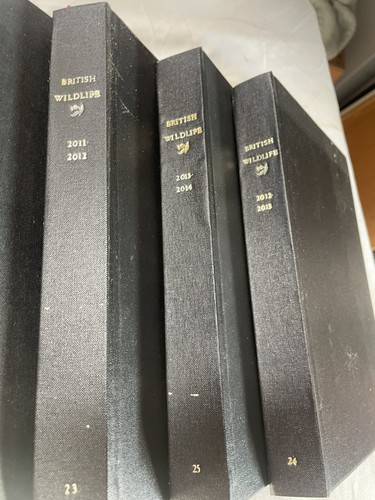 BRITISH
WILDLIFE
2011-
2012
23
BRITISH
WILDLIFE
2013-
2014
25
BRITISH
WILDLIFE
2012-
2013
24